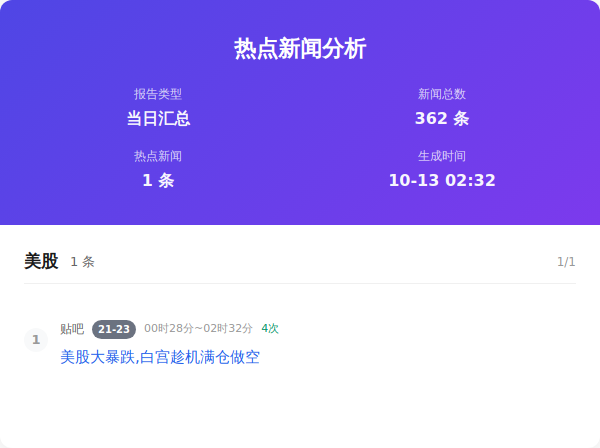 热点新闻分析
报告类型
新闻总数
当日汇总
362 条
热点新闻
生成时间
1 条
10-13 02:32
美股 1 条 1/1
1 贴吧 21-23 00时28分~02时32分 4次
美股大暴跌,白宫趁机满仓做空